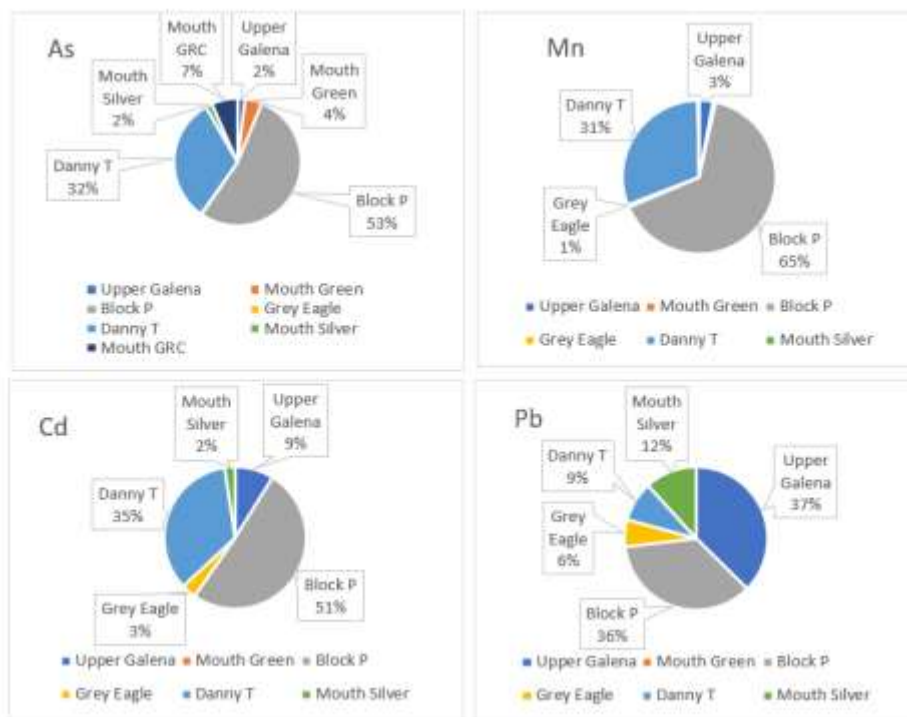 As
Mouth
GRC
7%
Upper
Galena
2%
Mouth
Green
4%
Mouth
Silver
2%
Danny T
32%
Block P
53%
Upper Galena
Mouth Green
Block P
Grey Eagle
Danny T
Mouth Silver
Mouth GRC
Mn
Upper
Galena
3%
Danny T
31%
Grey
Eagle
1%
Block P
65%
Upper Galena Mouth Green Block P
Grey Eagle Danny T Mouth Silver
Cd
Mouth
Silver
2%
Upper
Galena
9%
Danny T
35%
Grey Eagle
3%
Block P
51%
Upper Galena Mouth Green Block P
Grey Eagle Danny T Mouth Silver
Pb
Mouth
Silver
12%
Danny T
9%
Upper
Galena
37%
Grey
Eagle
6%
Block P
36%
Upper Galena Mouth Green Block P
Grey Eagle Danny T Mouth Silver